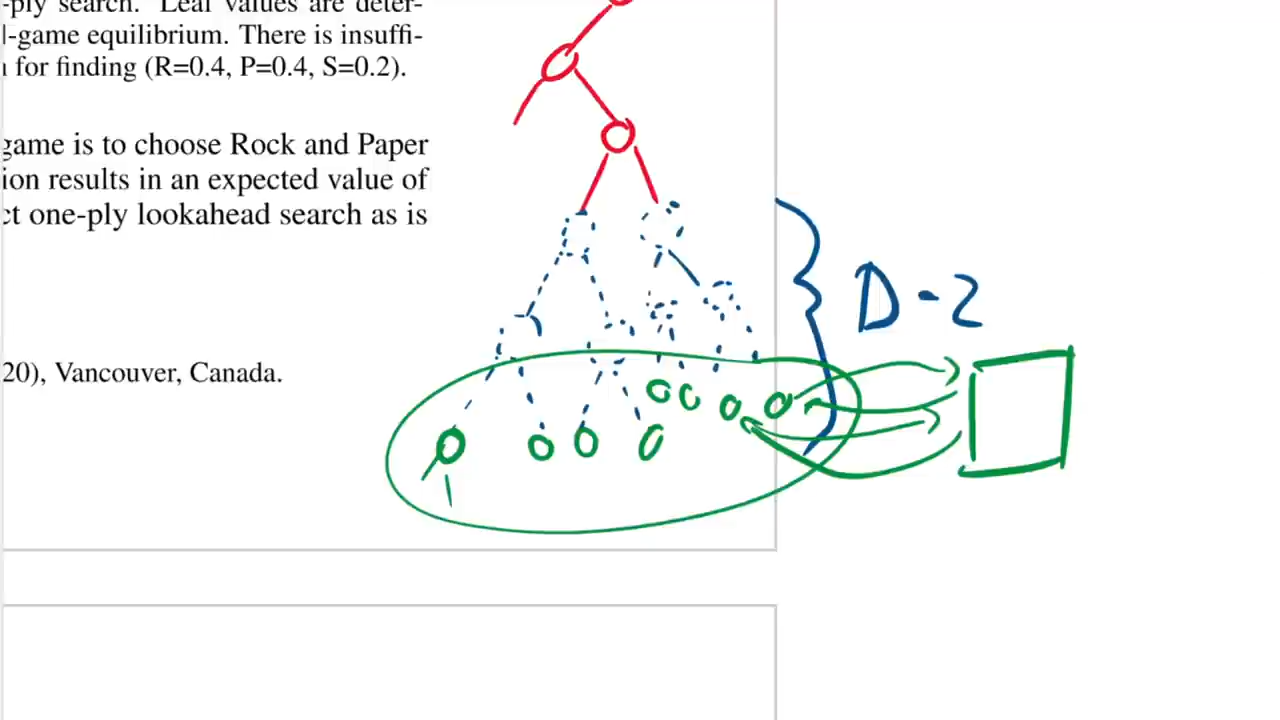 -ply search. Leaf values are deter-
-game equilibrium. There is insuffi-
for finding (R=0.4, P=0.4, S=0.2).
game is to choose Rock and Paper
ion results in an expected value of
ct one-ply lookahead search as is
D-2
20), Vancouver, Canada.